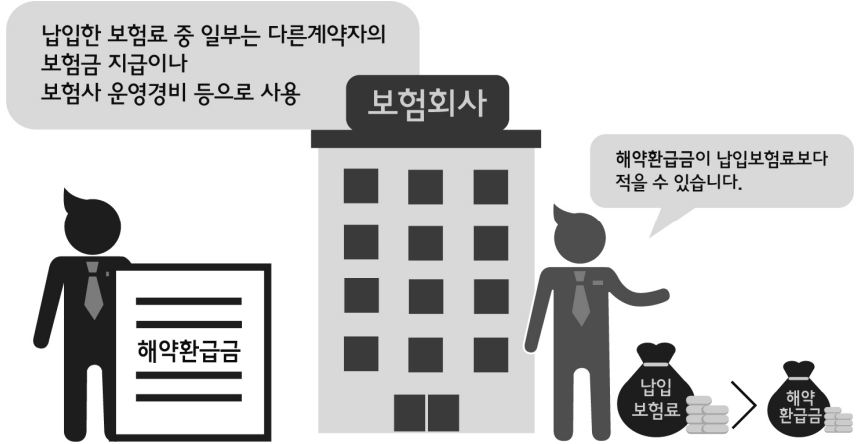 납입한 보험료 중 일부는 다른계약자의
보험금 지급이나
보험사 운영경비 등으로 사용
보험회사
해약환급금이 납입보험료보다
적을 수 있습니다.
해약환급금
납입
보험료
>
해약
환급금